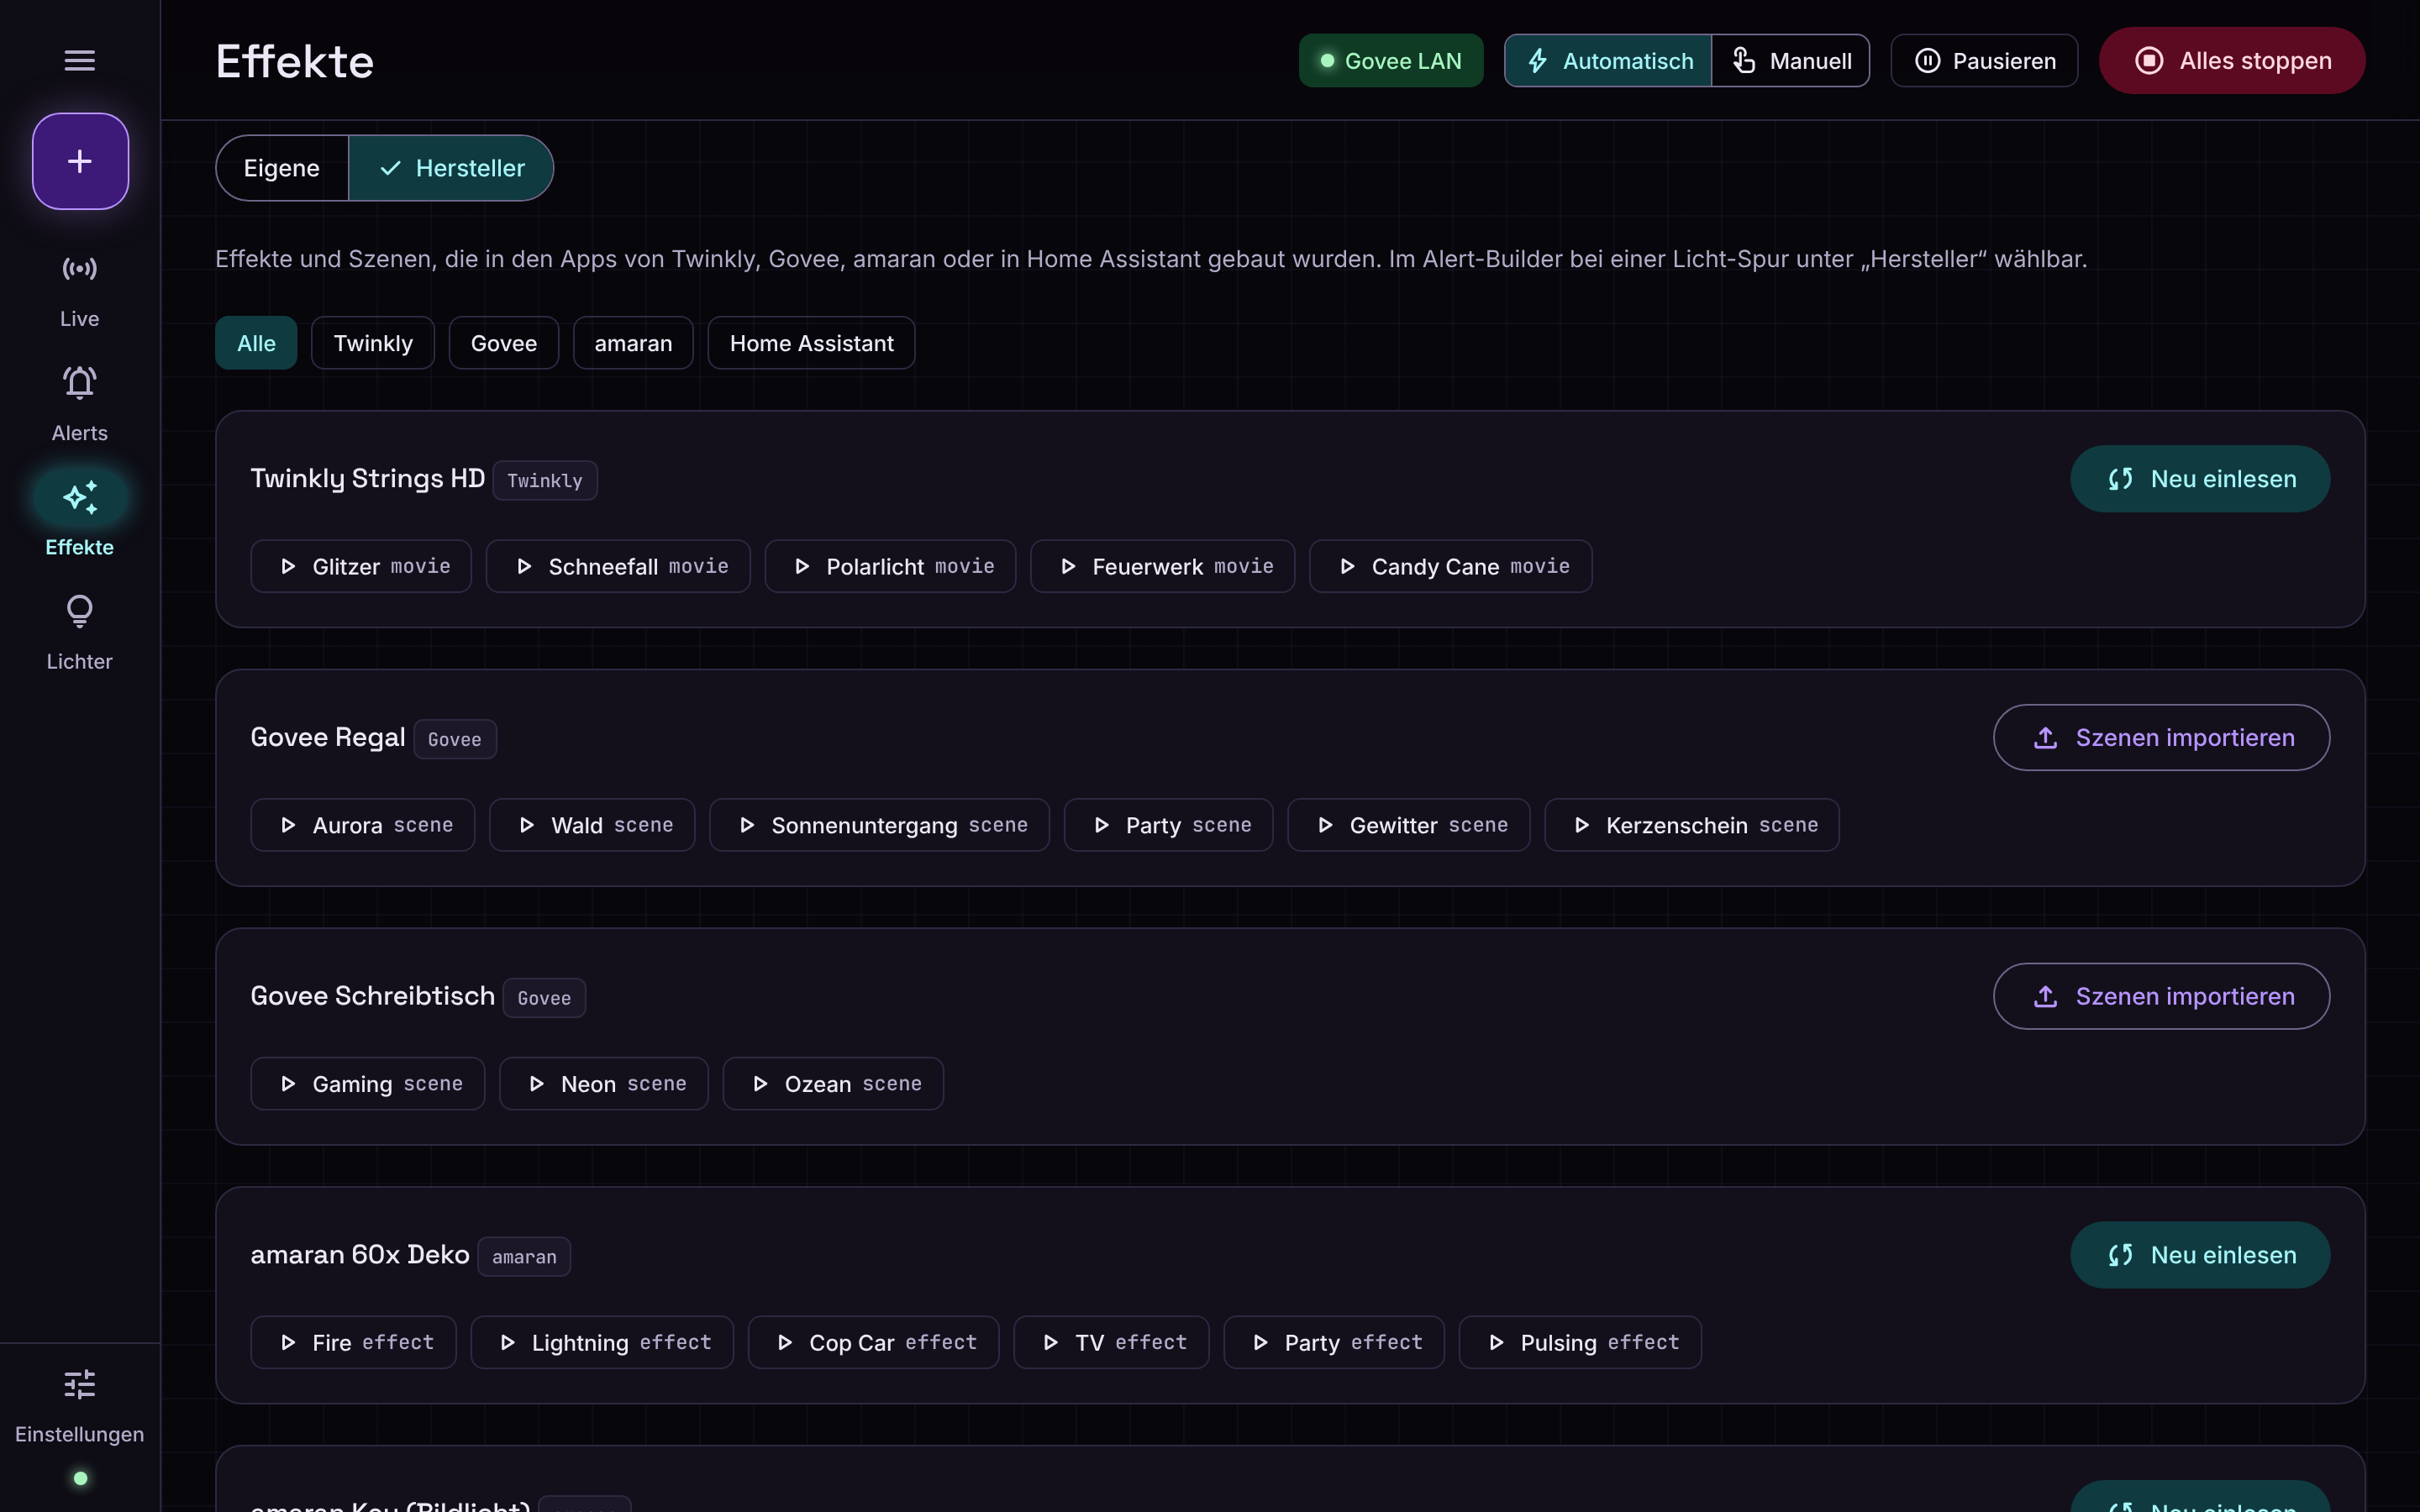 Effekte
Govee LAN
Automatisch
Manuell
Pausieren
Alles stoppen
Live
Alerts
Effekte
Lichter
Einstellungen
Eigene
Hersteller
Effekte und Szenen, die in den Apps von Twinkly, Govee, amaran oder in Home Assistant gebaut wurden. Im Alert-Builder bei einer Licht-Spur unter „Hersteller“ wählbar.
Alle Twinkly Govee amaran Home Assistant
Twinkly Strings HD Twinkly
Neu einlesen
Glitzer movie Schneefall movie Polarlicht movie Feuerwerk movie Candy Cane movie
Govee Regal Govee
Szenen importieren
Aurora scene Wald scene Sonnenuntergang scene Party scene Gewitter scene Kerzenschein scene
Govee Schreibtisch Govee
Szenen importieren
Gaming scene Neon scene Ozean scene
amaran 60x Deko amaran
Neu einlesen
Fire effect Lightning effect Cop Car effect TV effect Party effect Pulsing effect
amaran Key (Bildlicht)
Neu einlesen